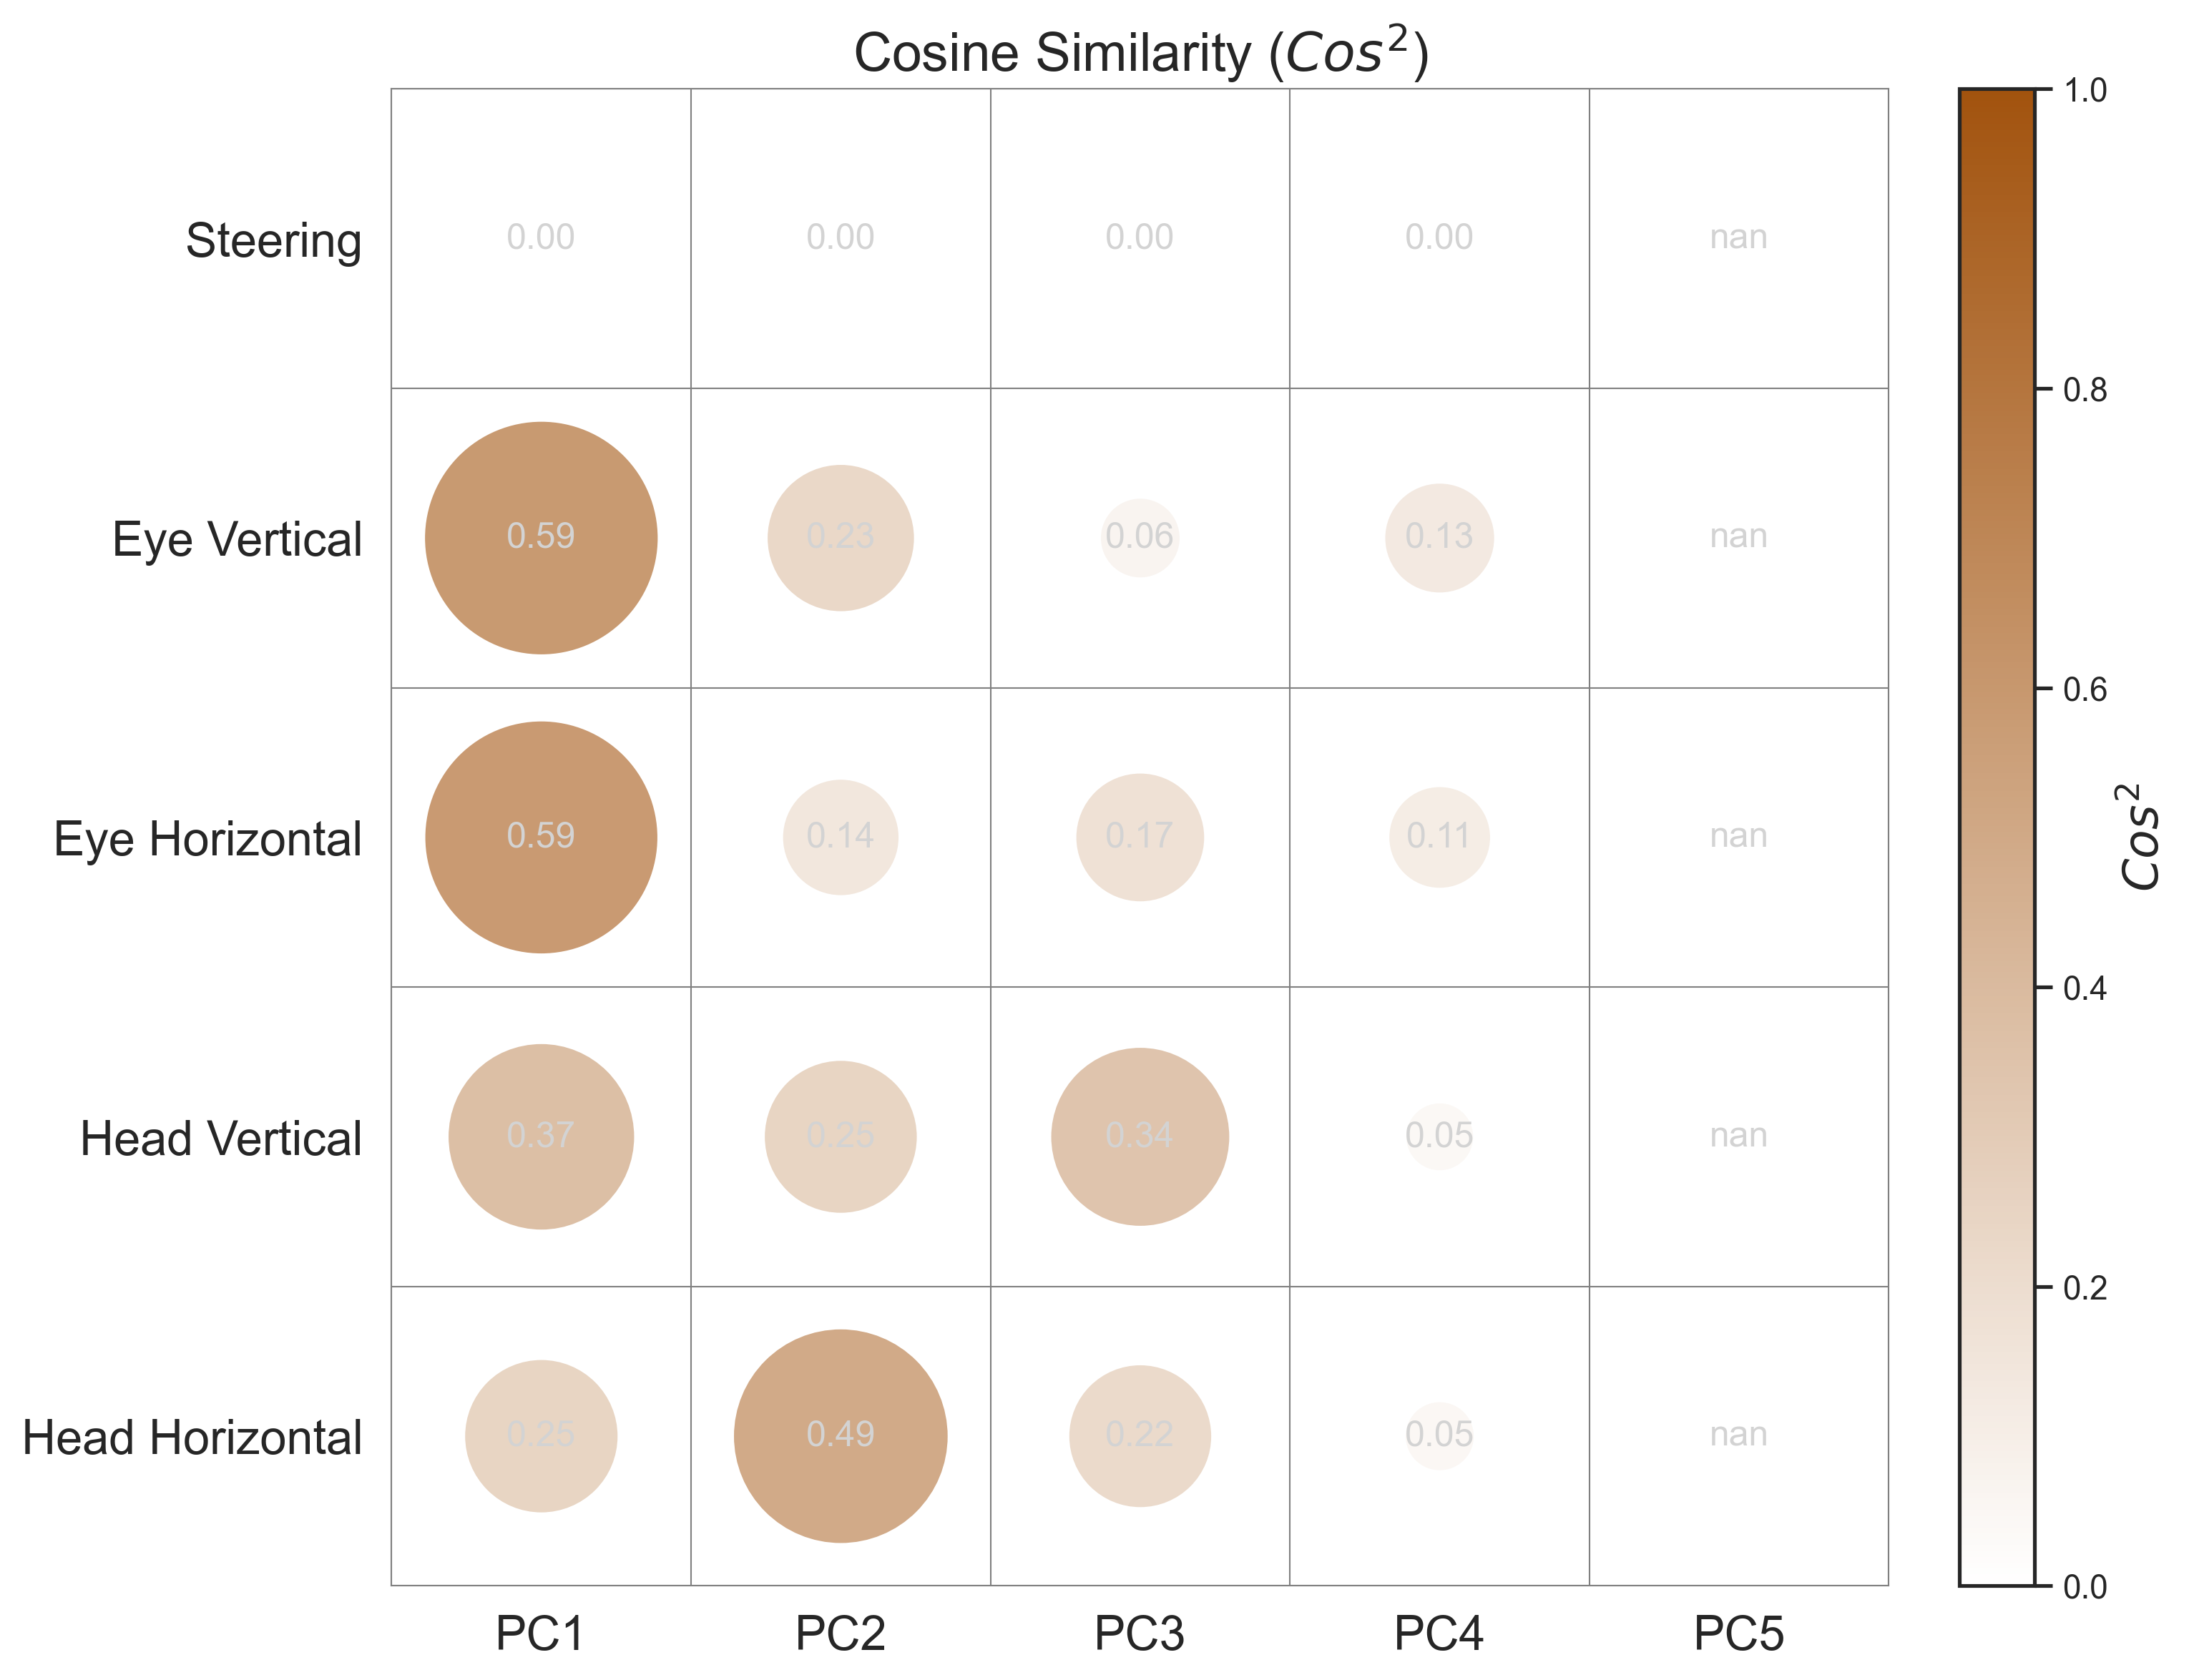 Cosine Similarity (Cos²)
Steering 0.00 0.00 0.00 0.00 nan
Eye Vertical 0.59 0.23 0.06 0.13 nan
Eye Horizontal 0.59 0.14 0.17 0.11 nan
Head Vertical 0.37 0.25 0.34 0.05 nan
Head Horizontal 0.25 0.49 0.22 0.05 nan
PC1 PC2 PC3 PC4 PC5
1.0
0.8
0.6
0.4
0.2
0.0
Cos²